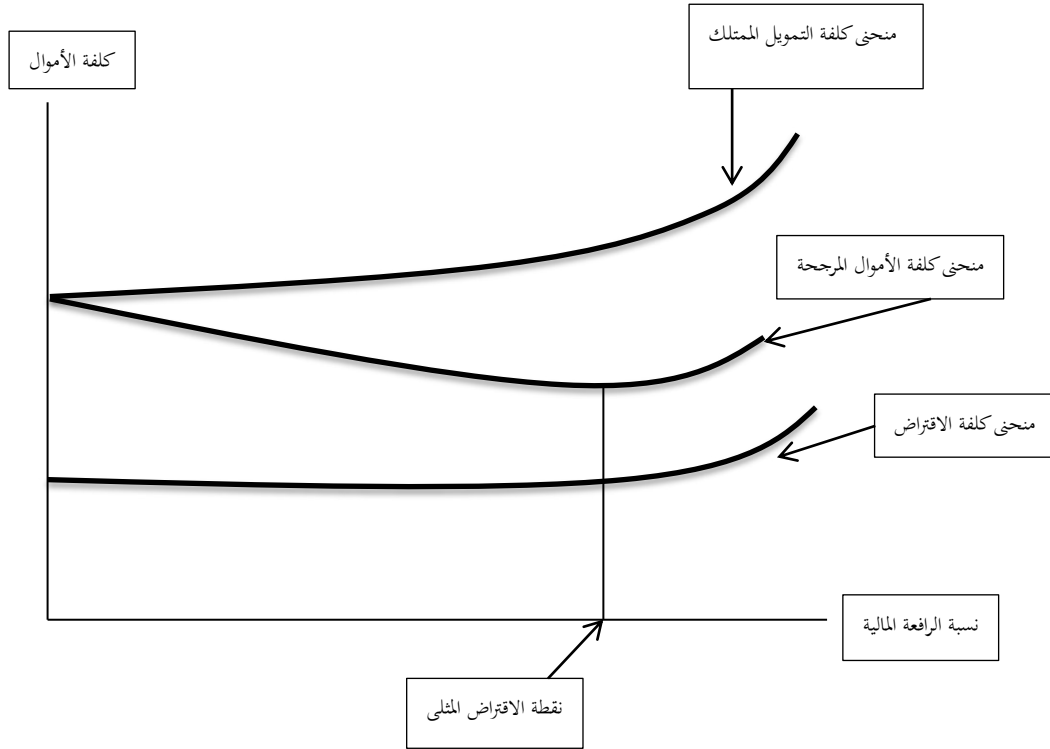 منحنى كلفة التمويل الممتلك
كلفة الأموال
منحنى كلفة الأموال المرجحة
منحنى كلفة الاقتراض
نسبة الرافعة المالية
نقطة الاقتراض المثلى